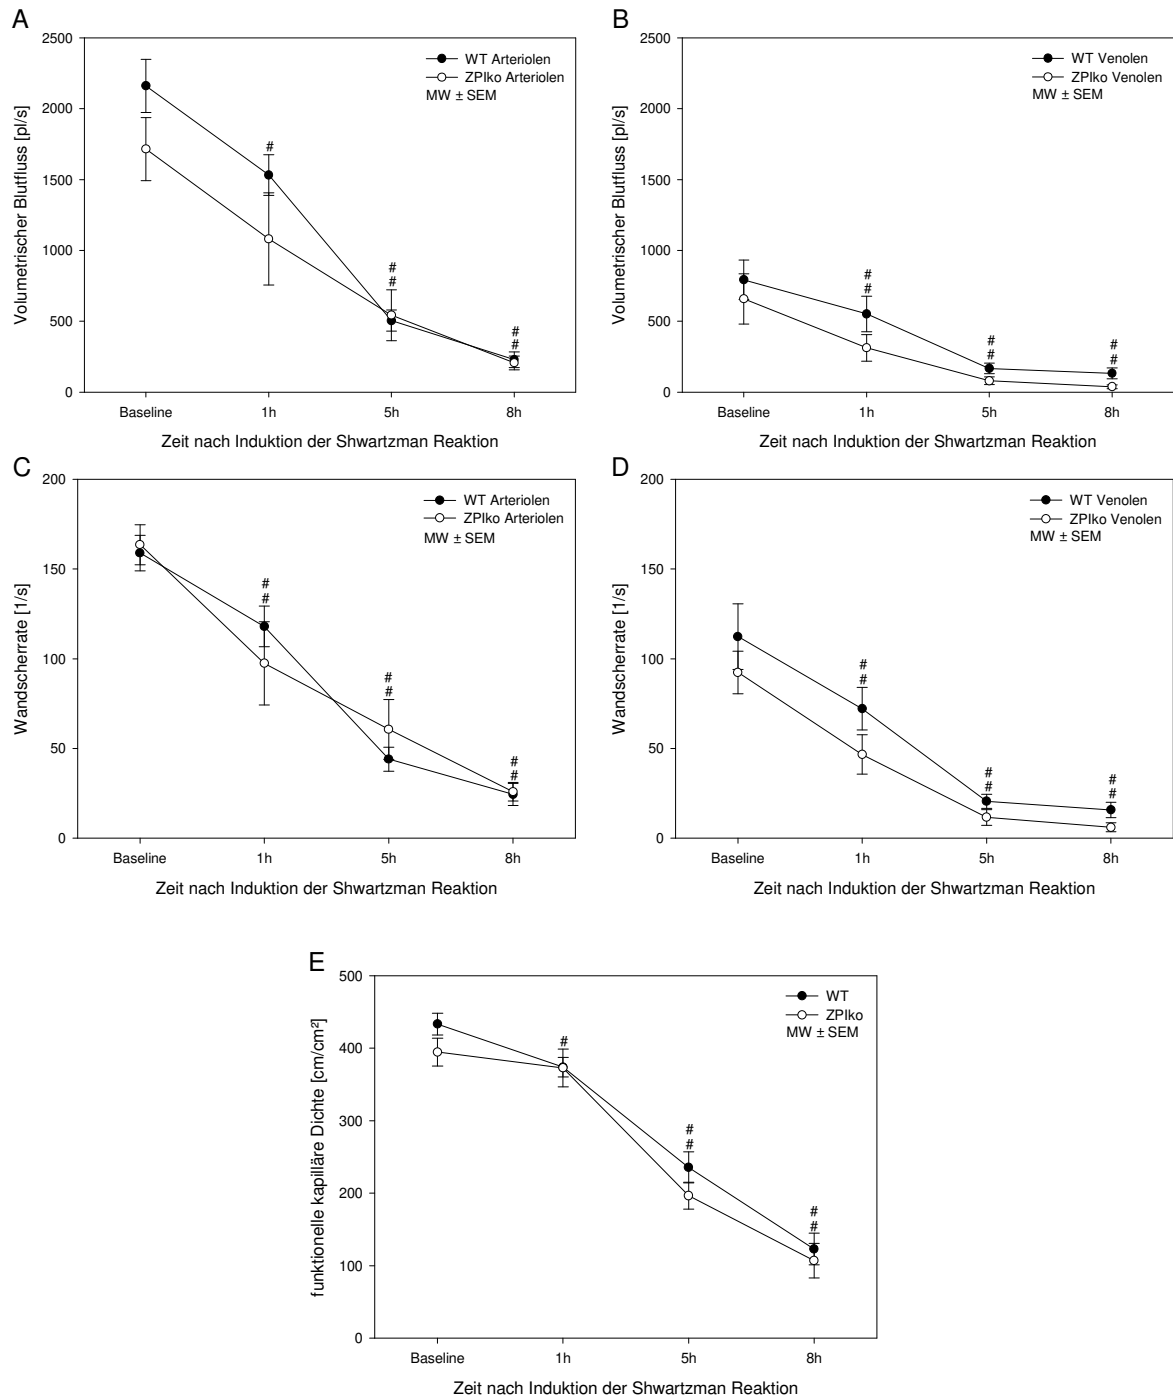 A
2500
2000
1500
1000
500
0
Volumetrischer Blutfluss [pl/s]
WT Arteriolen
ZPIko Arteriolen
MW ± SEM
#
#
#
#
#
Baseline 1h 5h 8h
Zeit nach Induktion der Shwartzman Reaktion
B
2500
2000
1500
1000
500
0
Volumetrischer Blutfluss [pl/s]
WT Venolen
ZPIko Venolen
MW ± SEM
#
#
#
#
#
#
Baseline 1h 5h 8h
Zeit nach Induktion der Shwartzman Reaktion
C
200
150
100
50
0
Wandscherrate [1/s]
WT Arteriolen
ZPIko Arteriolen
MW ± SEM
#
#
#
#
#
#
Baseline 1h 5h 8h
Zeit nach Induktion der Shwartzman Reaktion
D
200
150
100
50
0
Wandscherrate [1/s]
WT Venolen
ZPIko Venolen
MW ± SEM
#
#
#
#
#
#
Baseline 1h 5h 8h
Zeit nach Induktion der Shwartzman Reaktion
E
500
400
300
200
100
0
funktionelle kapilläre Dichte [cm/cm²]
WT
ZPIko
MW ± SEM
#
#
#
#
#
Baseline 1h 5h 8h
Zeit nach Induktion der Shwartzman Reaktion